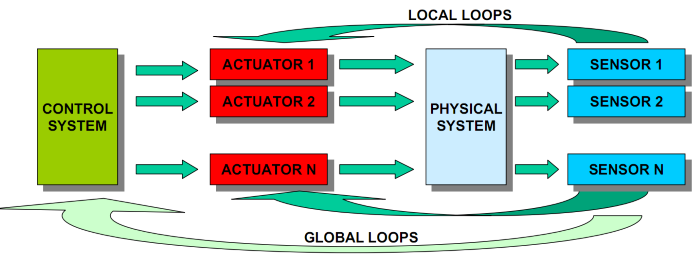 LOCAL LOOPS
CONTROL
SYSTEM
ACTUATOR 1
ACTUATOR 2
ACTUATOR N
PHYSICAL
SYSTEM
SENSOR 1
SENSOR 2
SENSOR N
GLOBAL LOOPS